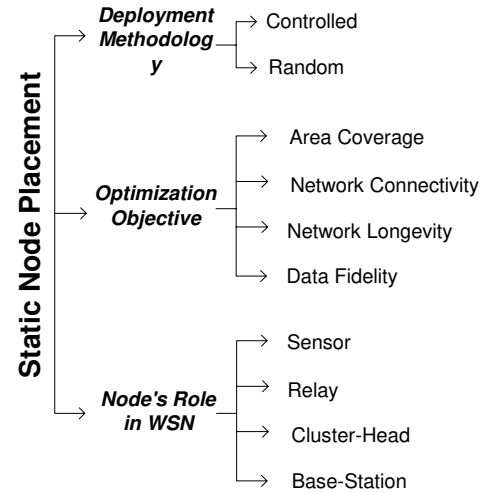 Static Node Placement
Deployment
Methodolog
y
Controlled
Random
Optimization
Objective
Area Coverage
Network Connectivity
Network Longevity
Data Fidelity
Node's Role
in WSN
Sensor
Relay
Cluster-Head
Base-Station